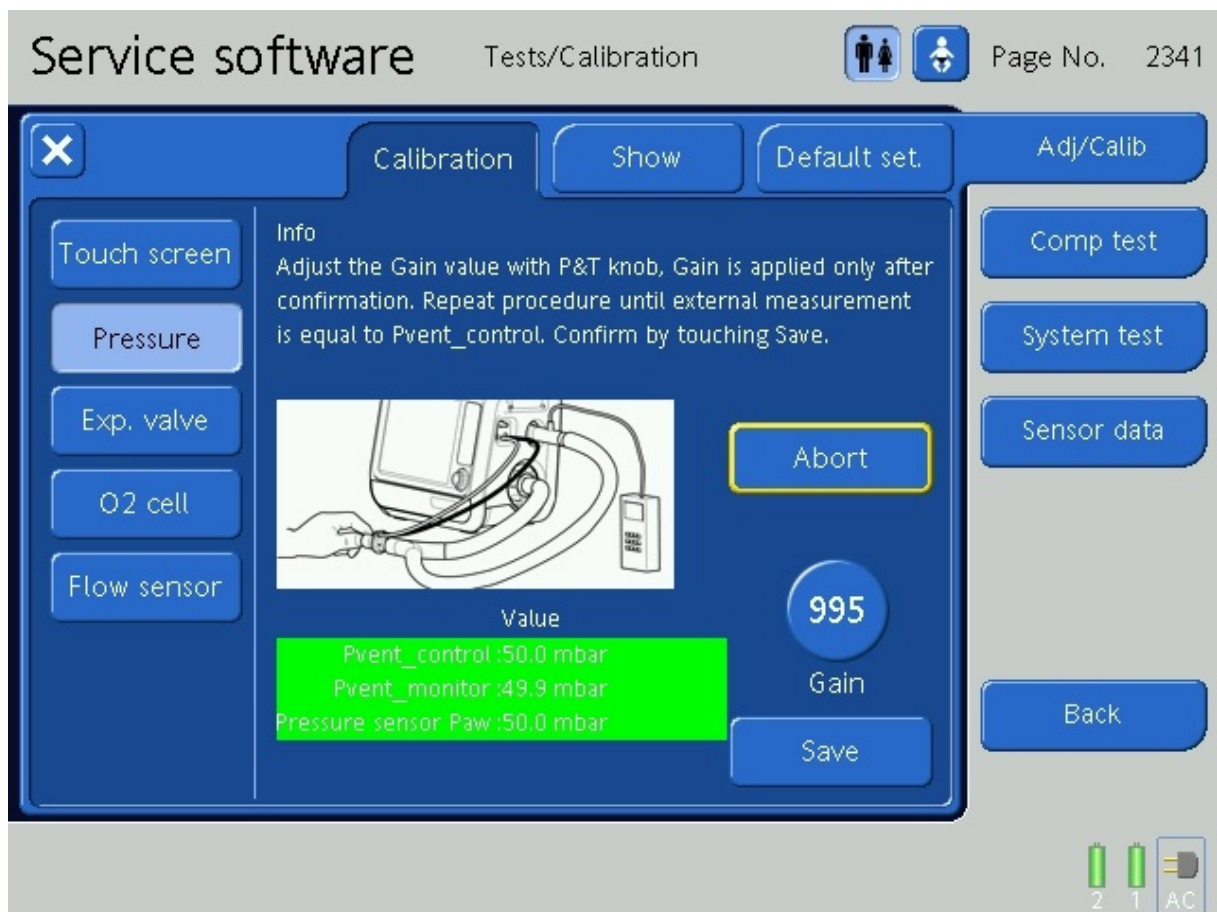 Service software
Tests/Calibration
Page No. 2341
Calibration
Show
Default set.
Adj/Calib
Touch screen
Pressure
Exp. valve
O2 cell
Flow sensor
Info
Adjust the Gain value with P&T knob, Gain is applied only after
confirmation. Repeat procedure until external measurement
is equal to Pvent_control. Confirm by touching Save.
Abort
Value
Pvent_control :50.0 mbar
Pvent_monitor :49.9 mbar
Pressure sensor Paw :50.0 mbar
995
Gain
Save
Comp test
System test
Sensor data
Back
2 1 AC